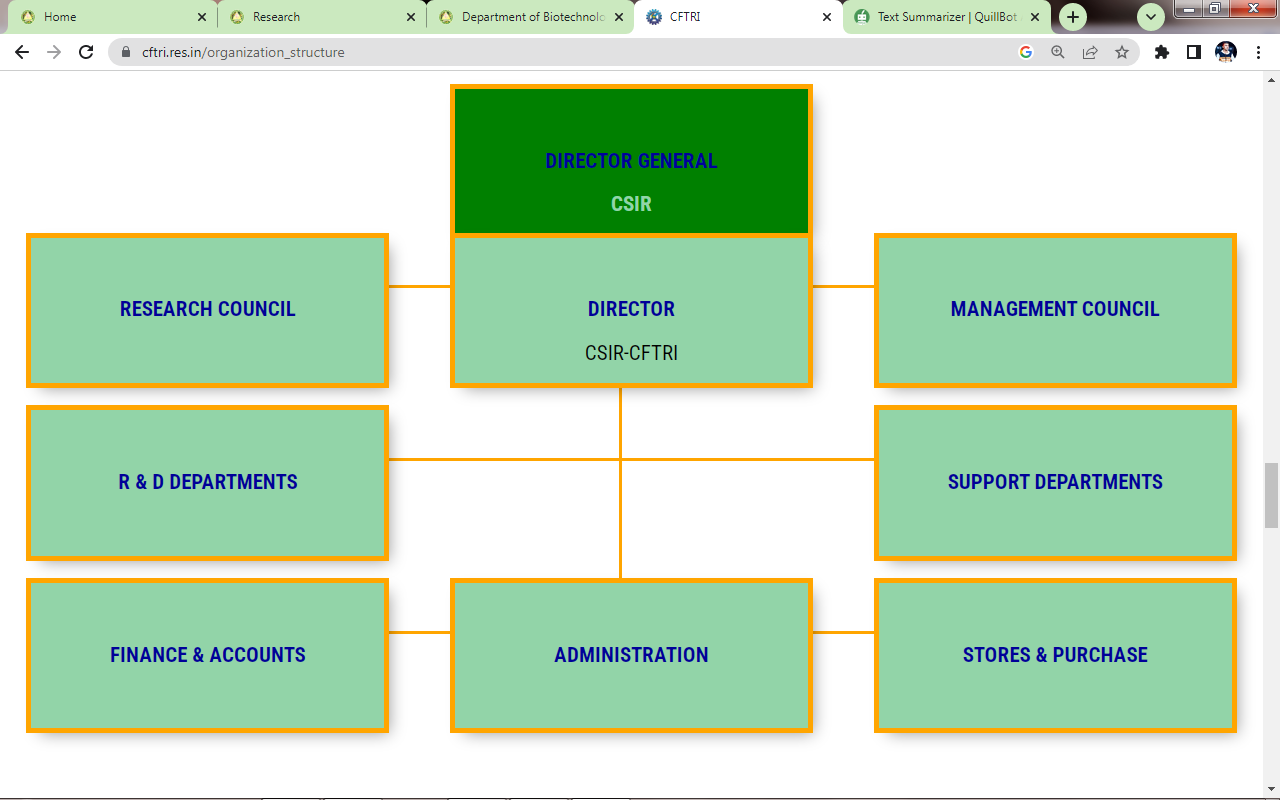 Home
Research
Department of Biotechnolo
CFTRI
Text Summarizer | QuillBot
cftri.res.in/organization_structure
DIRECTOR GENERAL
CSIR
RESEARCH COUNCIL
DIRECTOR
CSIR-CFTRI
MANAGEMENT COUNCIL
R & D DEPARTMENTS
SUPPORT DEPARTMENTS
FINANCE & ACCOUNTS
ADMINISTRATION
STORES & PURCHASE